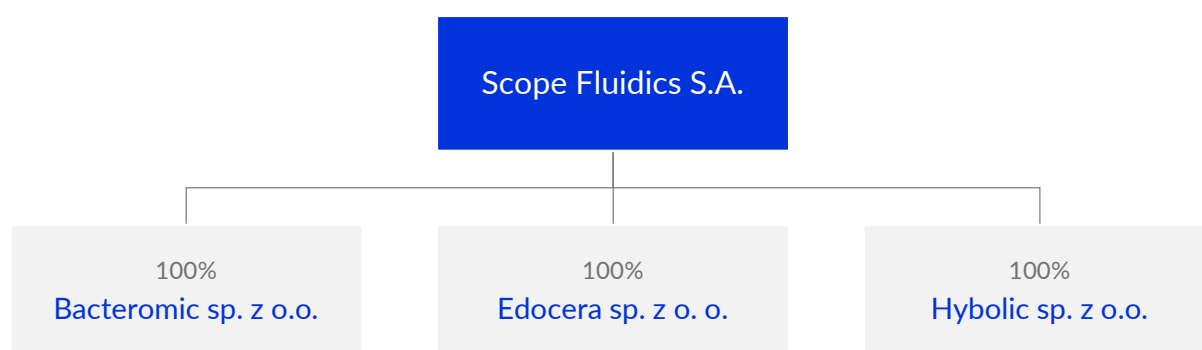 Scope Fluidics S.A.
100%
Bacteromic sp. z o.o.
100%
Edocera sp. z o. o.
100%
Hybolic sp. z o.o.